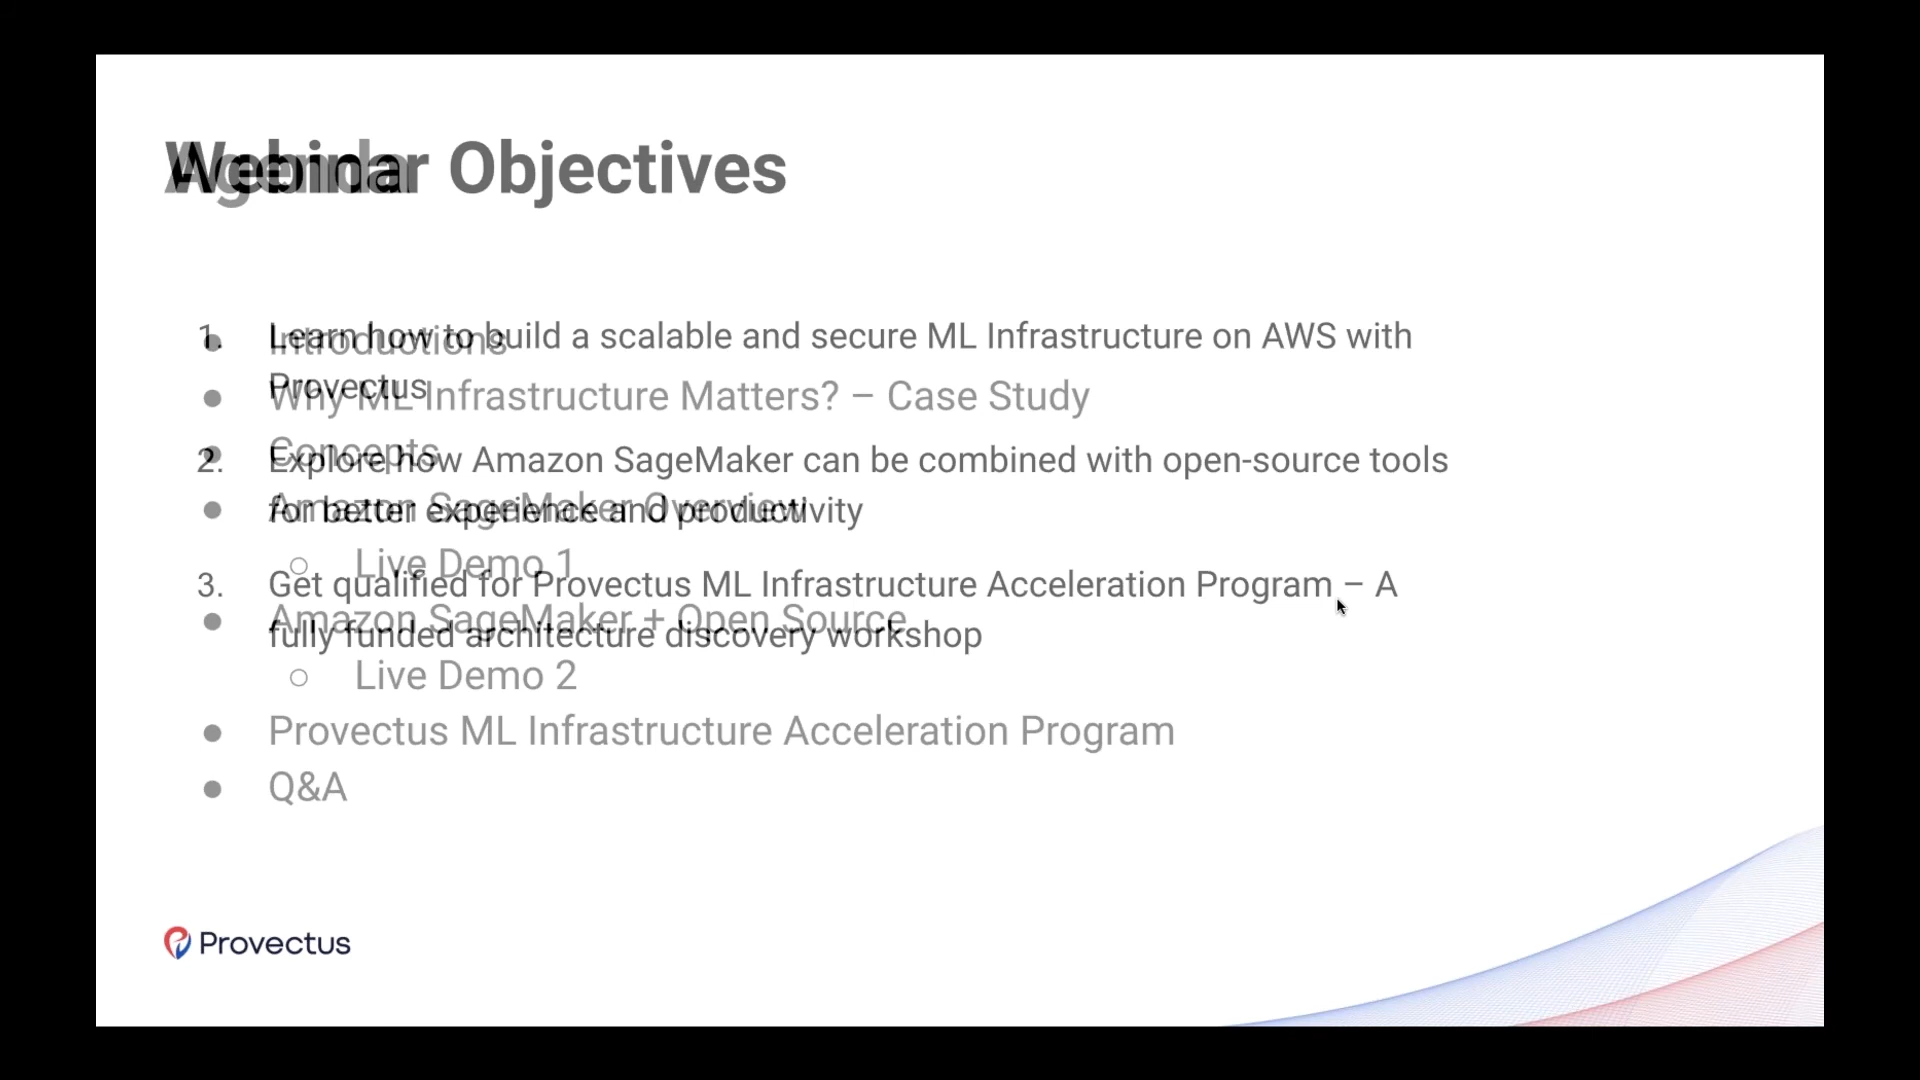 Webinar Objectives
1. Learn how to build a scalable and secure ML Infrastructure on AWS with
Provectus
2. Explore how Amazon SageMaker can be combined with open-source tools
for better experience and productivity
3. Get qualified for Provectus ML Infrastructure Acceleration Program – A
fully funded architecture discovery workshop
Agenda
● Introductions
● Why ML Infrastructure Matters? – Case Study
● Concepts
● Amazon SageMaker Overview
○ Live Demo 1
● Amazon SageMaker + Open Source
○ Live Demo 2
● Provectus ML Infrastructure Acceleration Program
● Q&A
Provectus